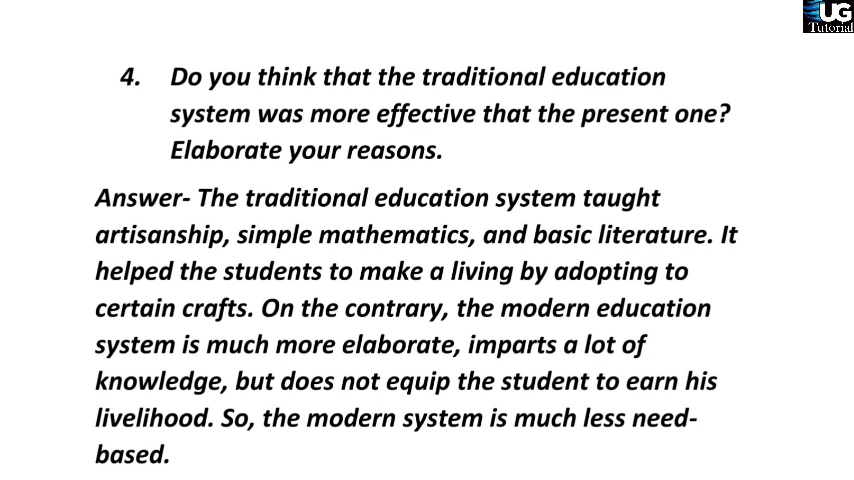 UG
Tutorial
4. Do you think that the traditional education
system was more effective that the present one?
Elaborate your reasons.
Answer- The traditional education system taught
artisanship, simple mathematics, and basic literature. It
helped the students to make a living by adopting to
certain crafts. On the contrary, the modern education
system is much more elaborate, imparts a lot of
knowledge, but does not equip the student to earn his
livelihood. So, the modern system is much less need-
based.